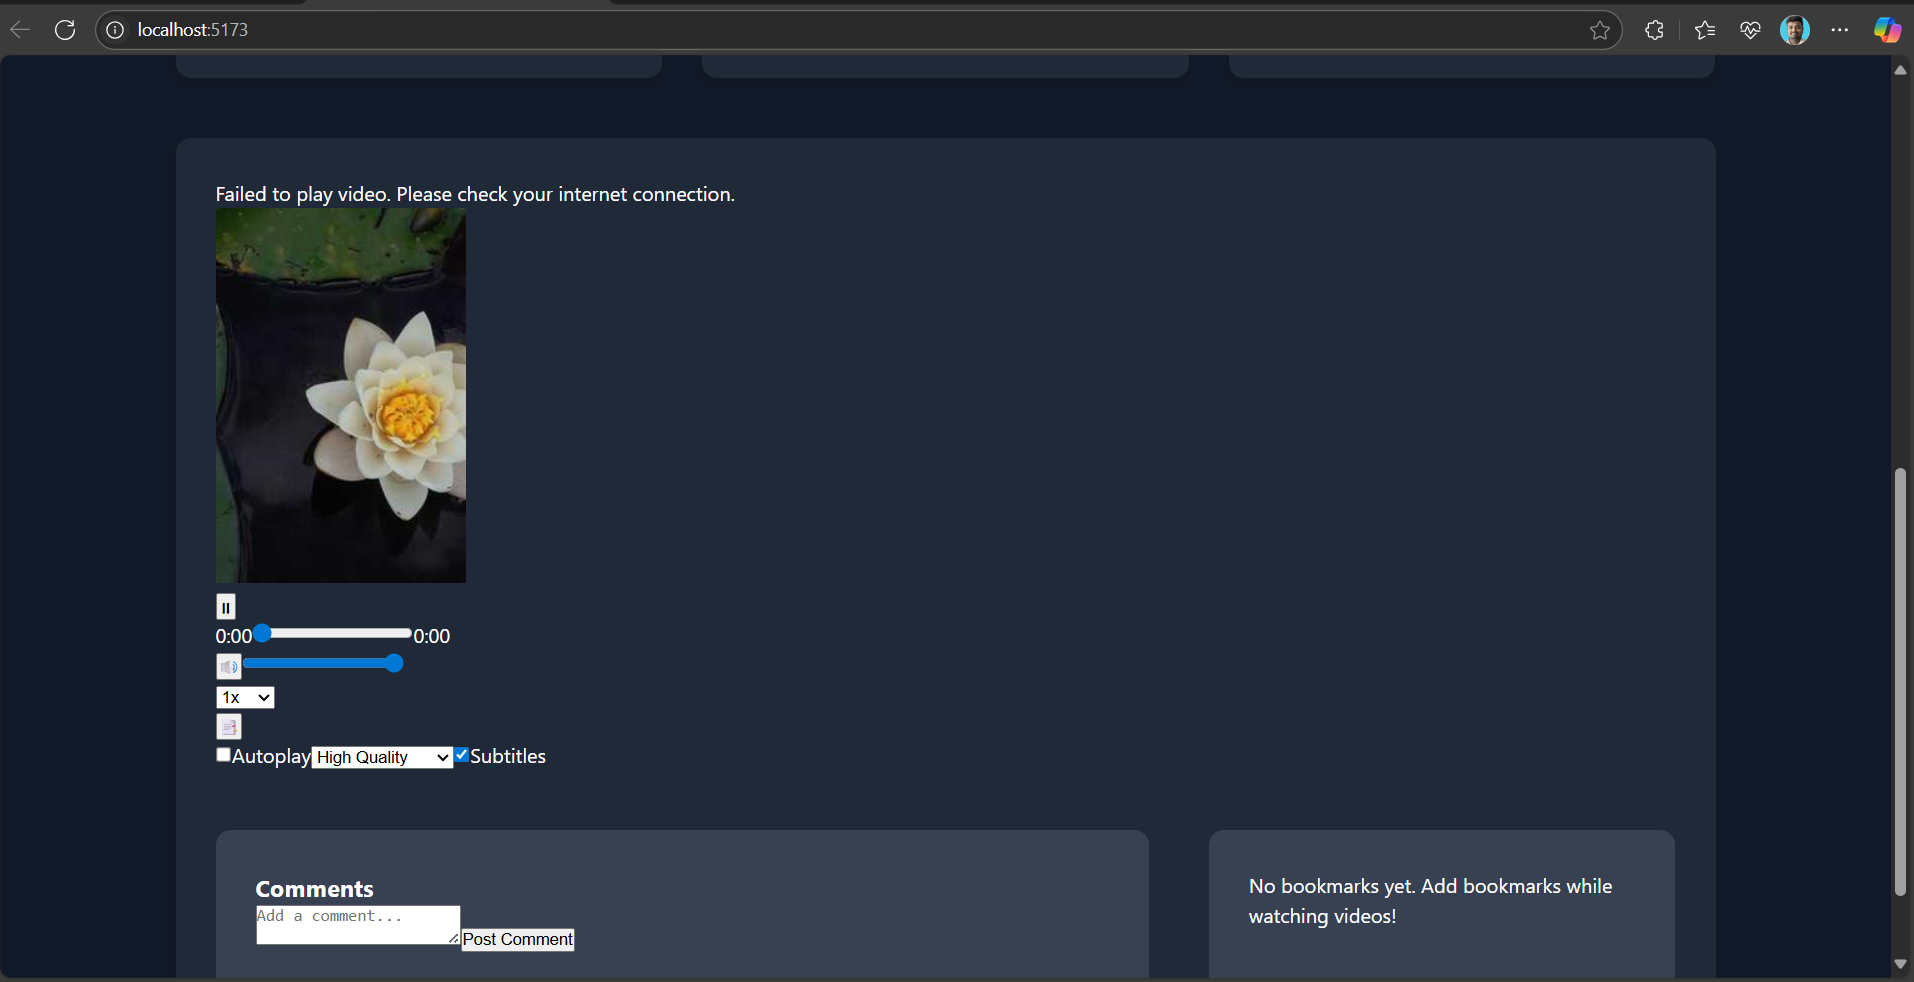 localhost:5173
Failed to play video. Please check your internet connection.
0:00 0:00
1x
Autoplay High Quality Subtitles
Comments
Add a comment...
Post Comment
No bookmarks yet. Add bookmarks while
watching videos!